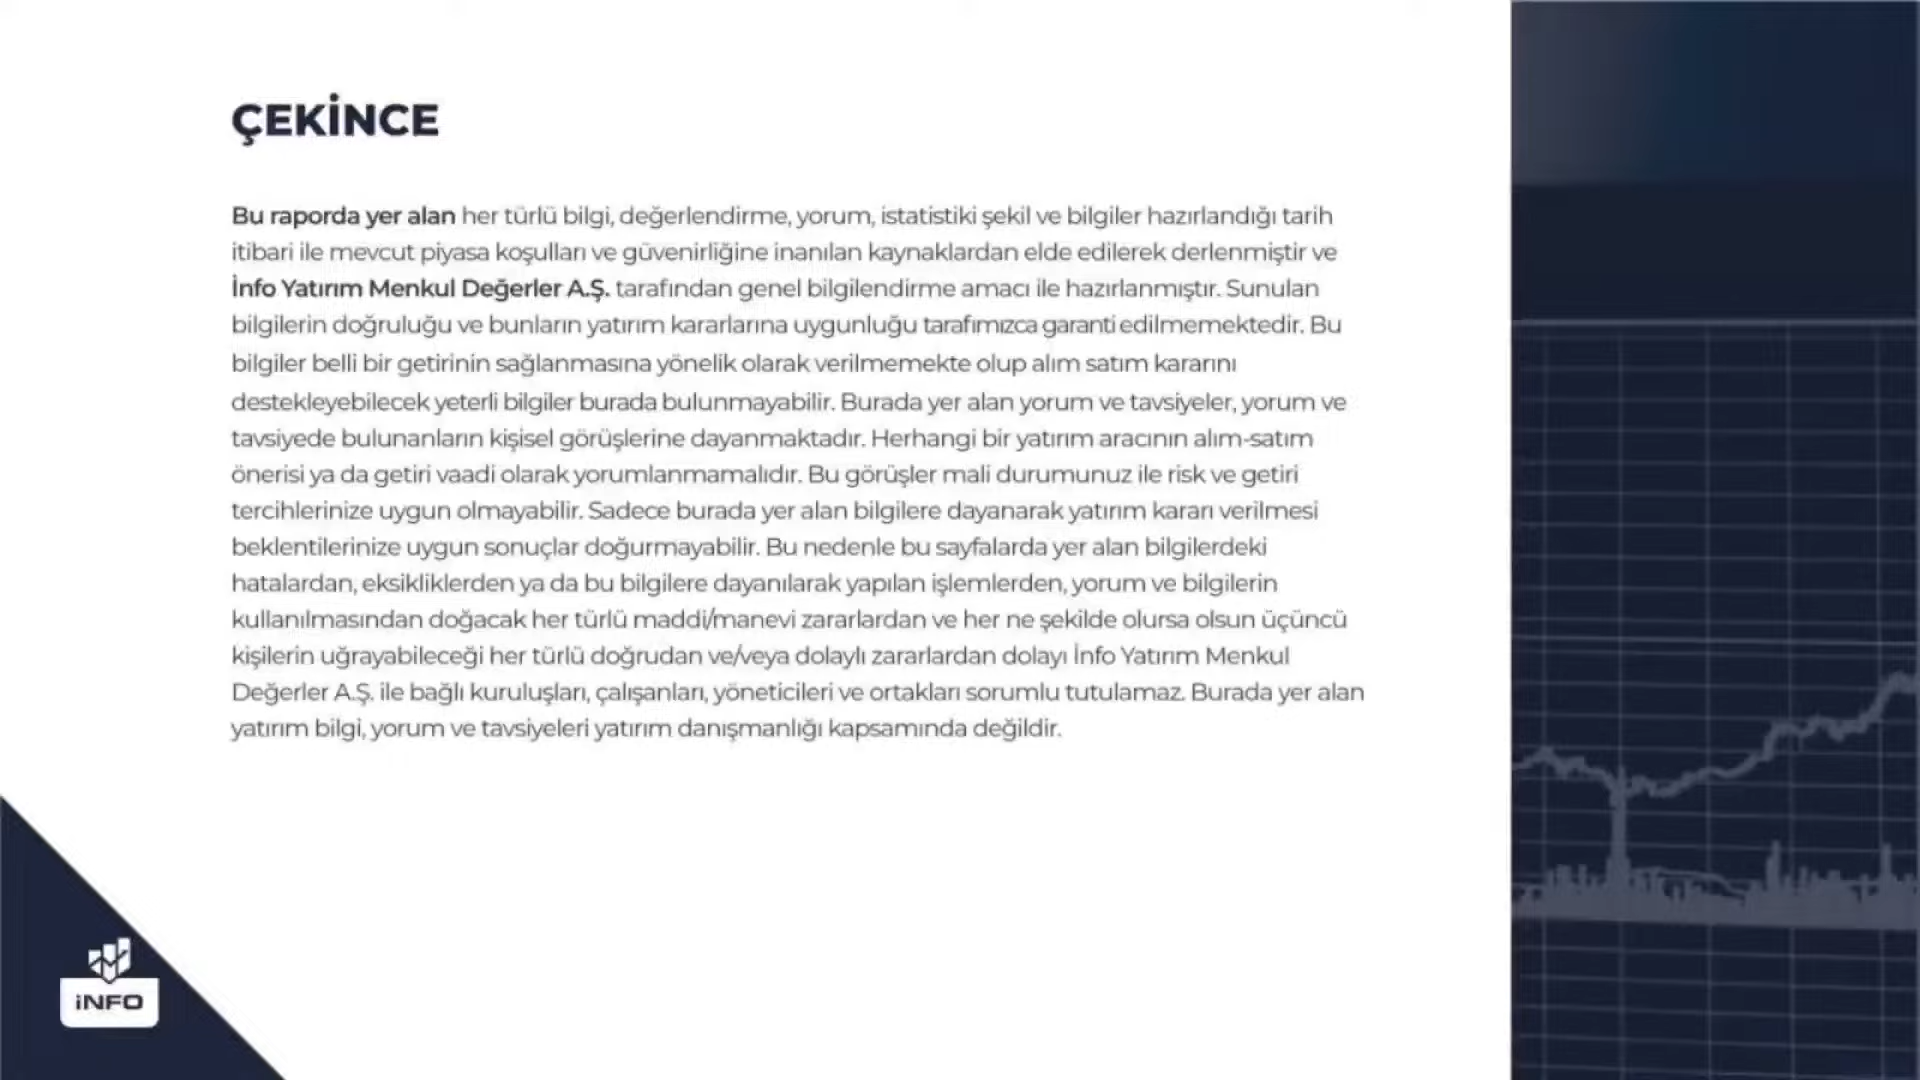 ÇEKİNCE
Bu raporda yer alan her türlü bilgi, değerlendirme, yorum, istatistiki şekil ve bilgiler hazırlandığı tarih
itibari ile mevcut piyasa koşulları ve güvenirliğine inanılan kaynaklardan elde edilerek derlenmiştir ve
İnfo Yatırım Menkul Değerler A.Ş. tarafından genel bilgilendirme amacı ile hazırlanmıştır. Sunulan
bilgilerin doğruluğu ve bunların yatırım kararlarına uygunluğu tarafımızca garanti edilmemektedir. Bu
bilgiler belli bir getirinin sağlanmasına yönelik olarak verilmemekte olup alım satım kararını
destekleyebilecek yeterli bilgiler burada bulunmayabilir. Burada yer alan yorum ve tavsiyeler, yorum ve
tavsiyede bulunanların kişisel görüşlerine dayanmaktadır. Herhangi bir yatırım aracının alım-satım
önerisi ya da getiri vaadi olarak yorumlanmamalıdır. Bu görüşler mali durumunuz ile risk ve getiri
tercihlerinize uygun olmayabilir. Sadece burada yer alan bilgilere dayanarak yatırım kararı verilmesi
beklentilerinize uygun sonuçlar doğurmayabilir. Bu nedenle bu sayfalarda yer alan bilgilerdeki
hatalardan, eksikliklerden ya da bu bilgilere dayanılarak yapılan işlemlerden, yorum ve bilgilerin
kullanılmasından doğacak her türlü maddi/manevi zararlardan ve her ne şekilde olursa olsun üçüncü
kişilerin uğrayabileceği her türlü doğrudan ve/veya dolaylı zararlardan dolayı İnfo Yatırım Menkul
Değerler A.Ş. ile bağlı kuruluşları, çalışanları, yöneticileri ve ortakları sorumlu tutulamaz. Burada yer alan
yatırım bilgi, yorum ve tavsiyeleri yatırım danışmanlığı kapsamında değildir.
iNFO